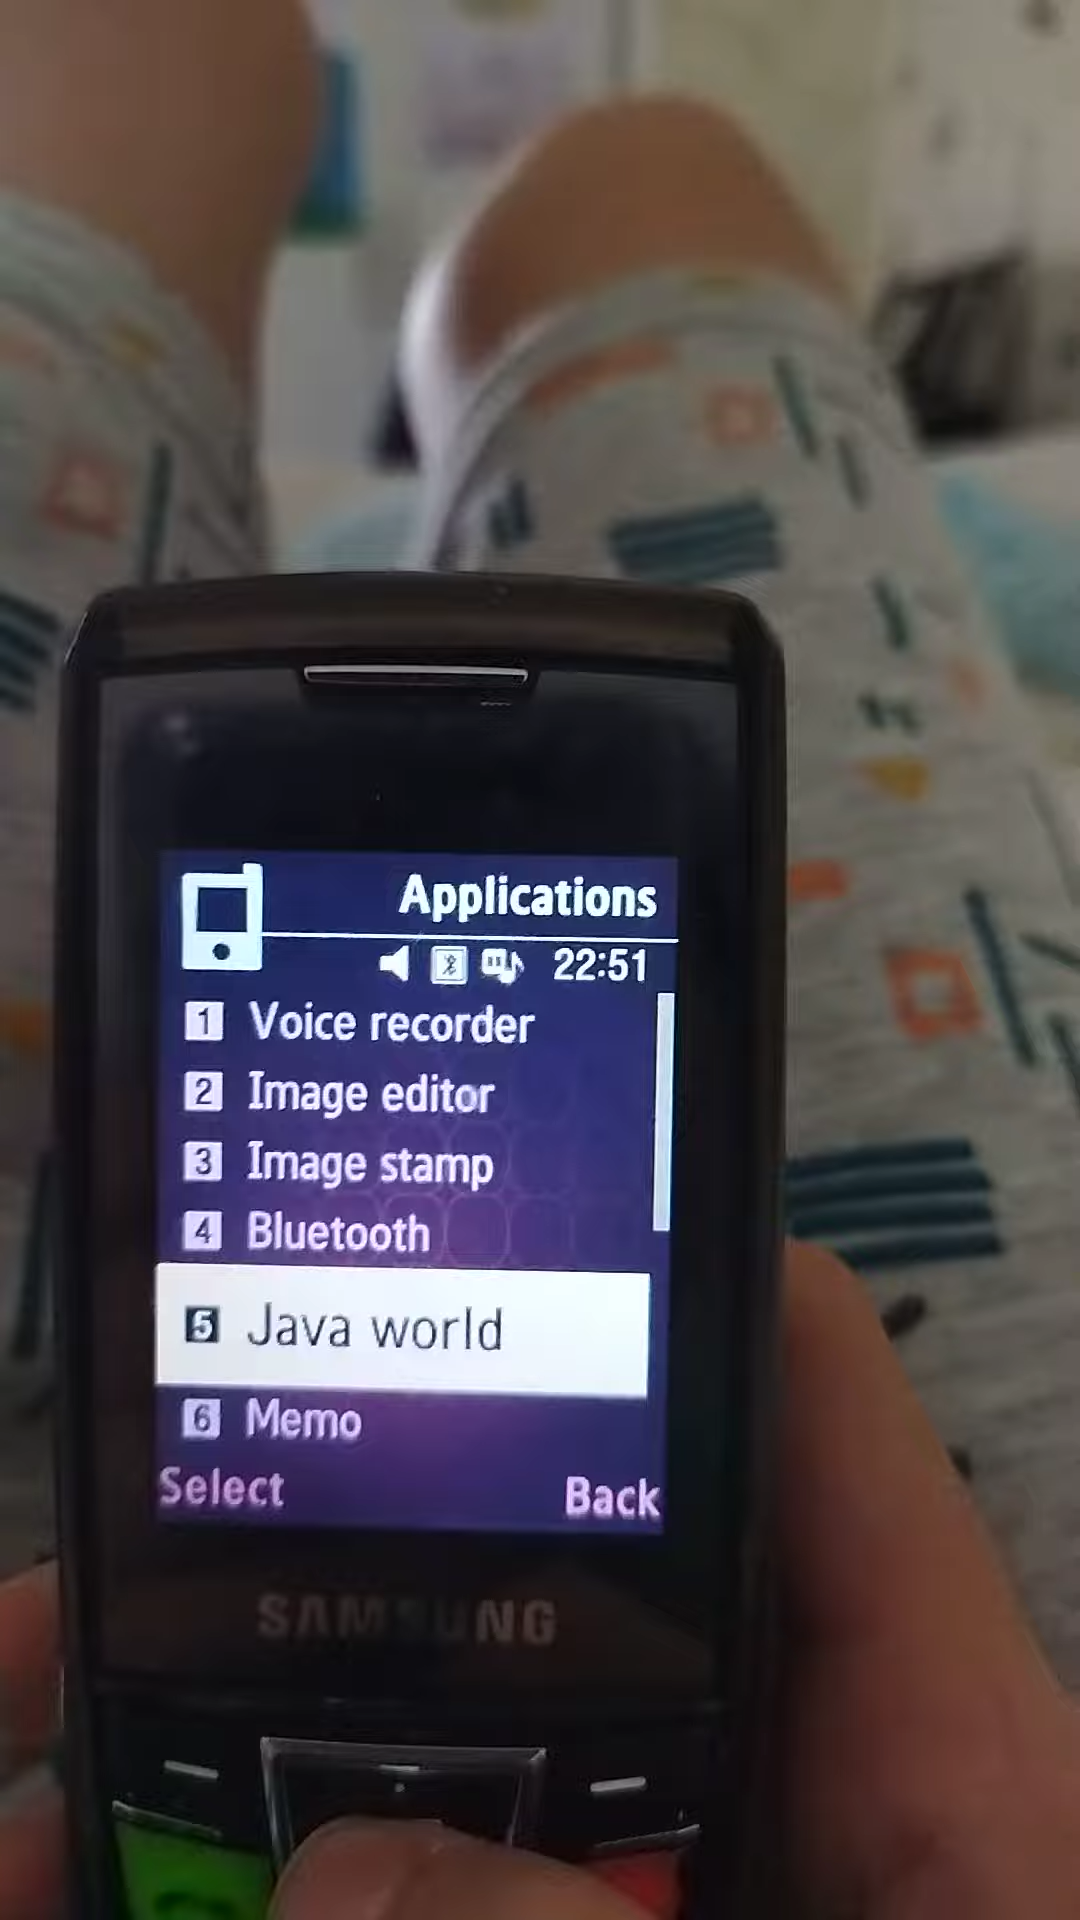 Applications
22:51
1 Voice recorder
2 Image editor
3 Image stamp
4 Bluetooth
5 Java world
6 Memo
Select Back
SAMSUNG